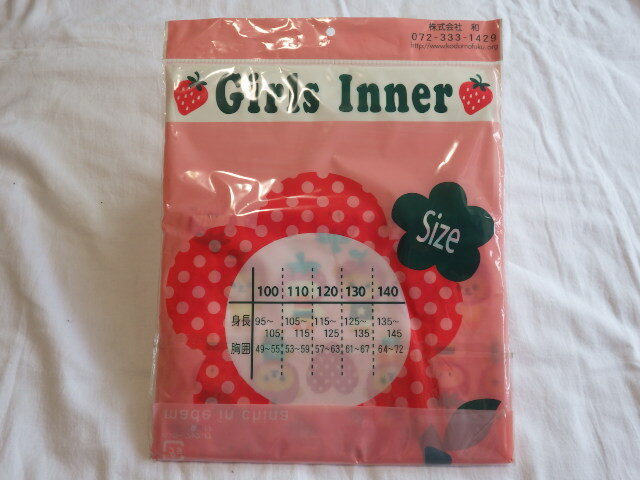 株式会社 和
072-333-1429
http://www.kodomofuku.org
Girls Inner
Size
100 110 120 130 140
身長 95~105 105~115 115~125 125~135 135~145
胸囲 49~55 53~59 57~63 61~67 64~72
made in china